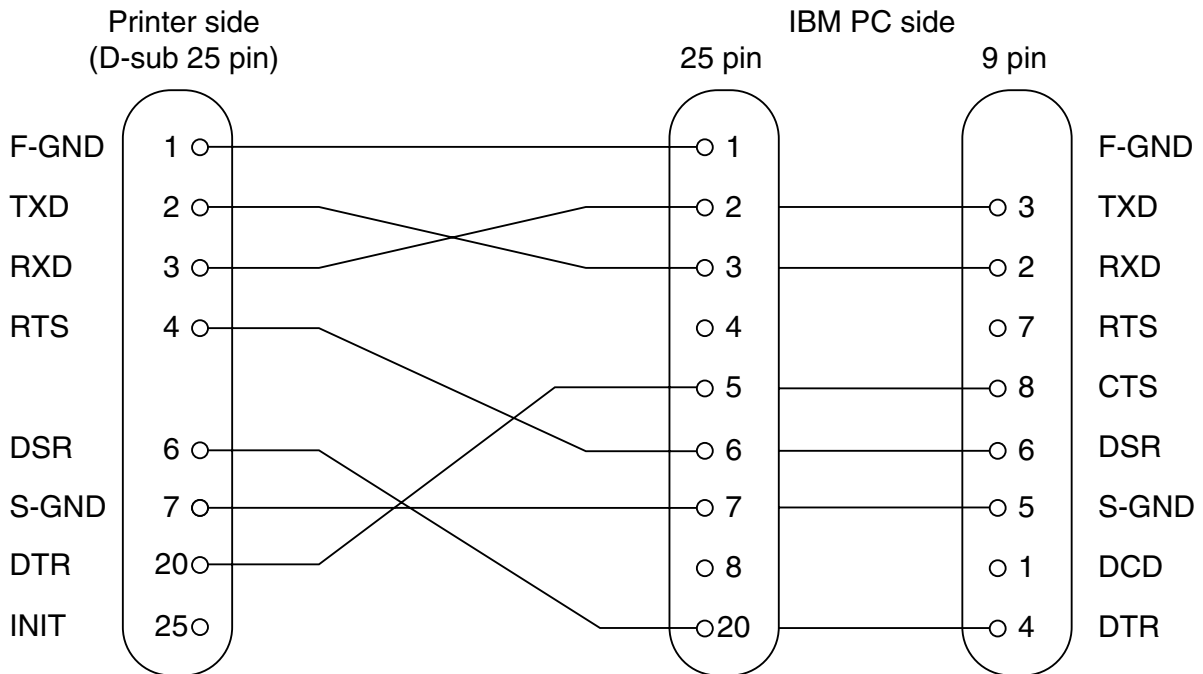 Printer side IBM PC side
(D-sub 25 pin) 25 pin 9 pin
F-GND 1 1 F-GND
TXD 2 2 3 TXD
RXD 3 3 2 RXD
RTS 4 4 7 RTS
5 8 CTS
DSR 6 6 6 DSR
S-GND 7 7 5 S-GND
DTR 20 8 1 DCD
INIT 25 20 4 DTR